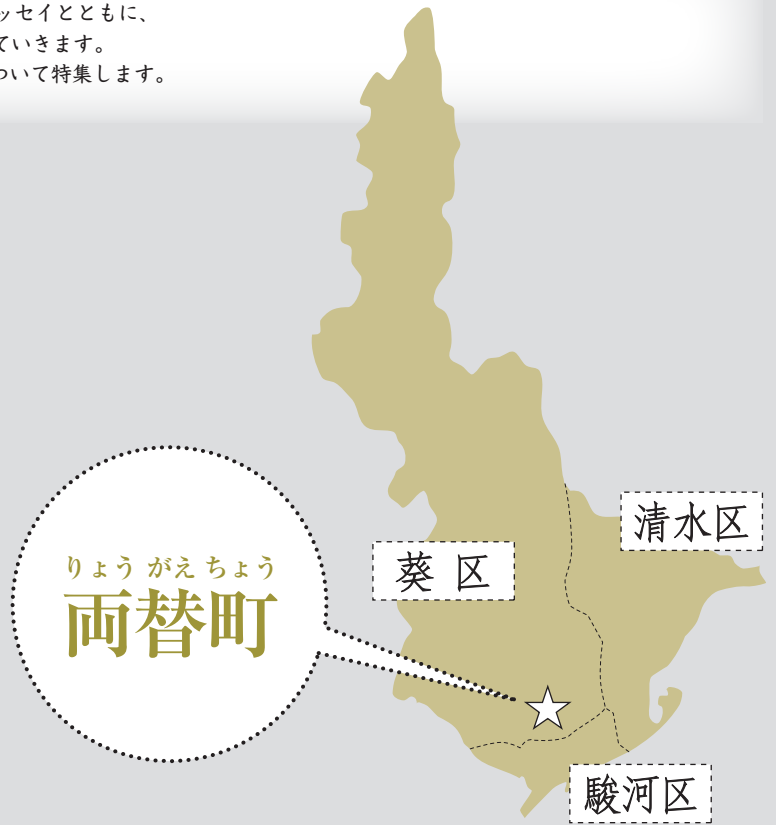 ッセイとともに、
ていきます。
ついて特集します。
清水区
葵区
りょう がえ ちょう
両替町
駿河区